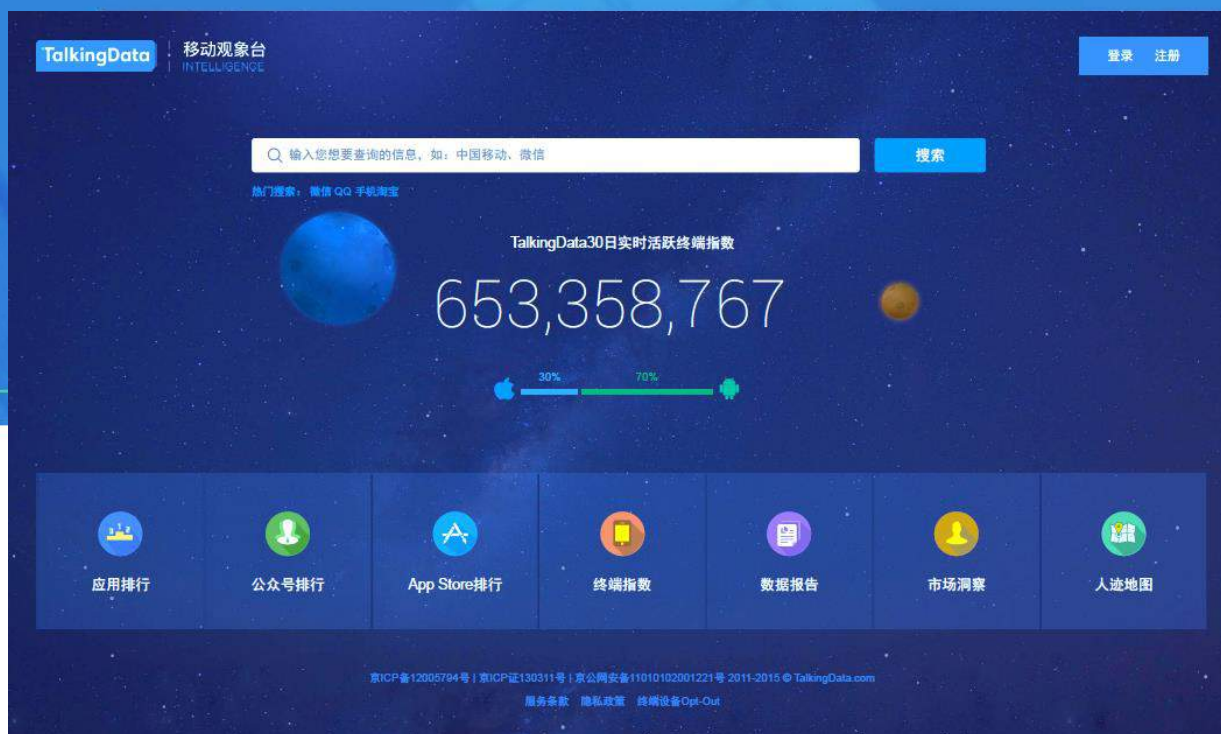 TalkingData
移动观象台
INTELLIGENCE
登录 注册
输入您想要查询的信息，如：中国移动、微信
搜索
热门搜索： 微信 QQ 手机淘宝
TalkingData30日实时活跃终端指数
653,358,767
30% 70%
应用排行 公众号排行 App Store排行 终端指数 数据报告 市场洞察 人迹地图
京ICP备12005794号 | 京ICP证130311号 | 京公网安备11010102001221号 2011-2015 © TalkingData.com
服务条款 隐私政策 终端设备Opt-Out